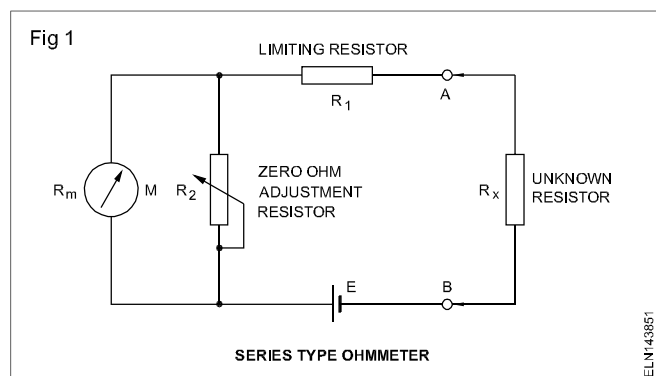 Fig 1
LIMITING RESISTOR
R1
A
Rm
M
R2
ZERO OHM
ADJUSTMENT
RESISTOR
Rx
UNKNOWN
RESISTOR
E
B
SERIES TYPE OHMMETER
ELN143851